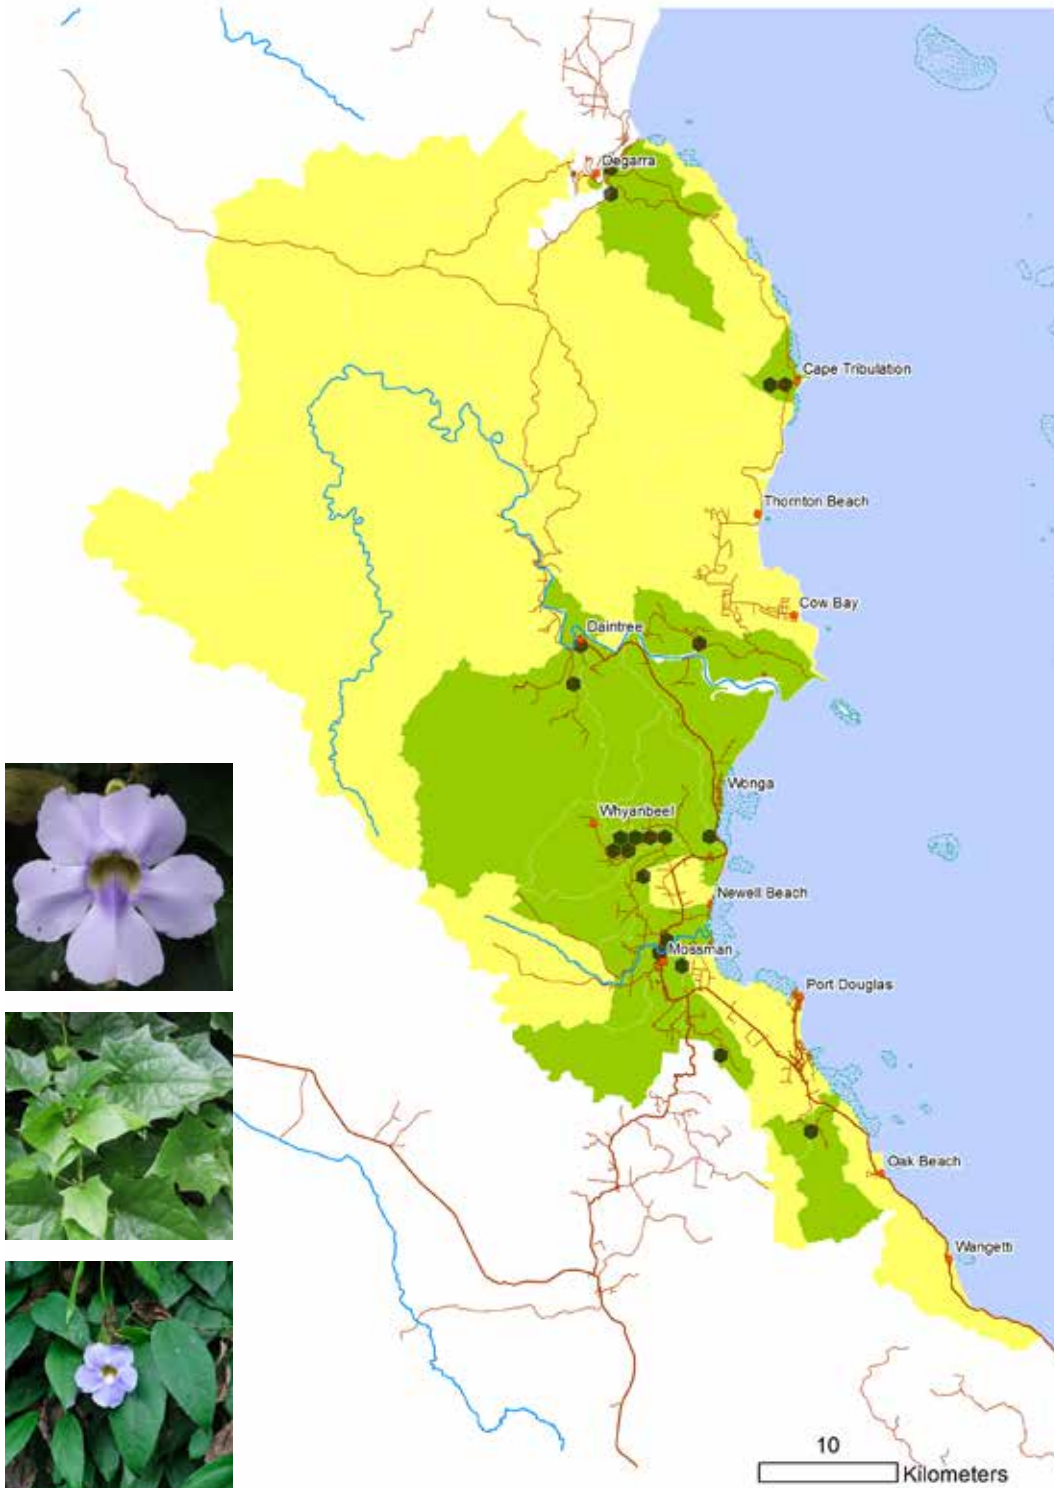 Degarra
Cape Tribulation
Thornton Beach
Cow Bay
Daintree
Wonga
Whyanbeel
Newell Beach
Mossman
Port Douglas
Oak Beach
Wangetti
10
Kilometers